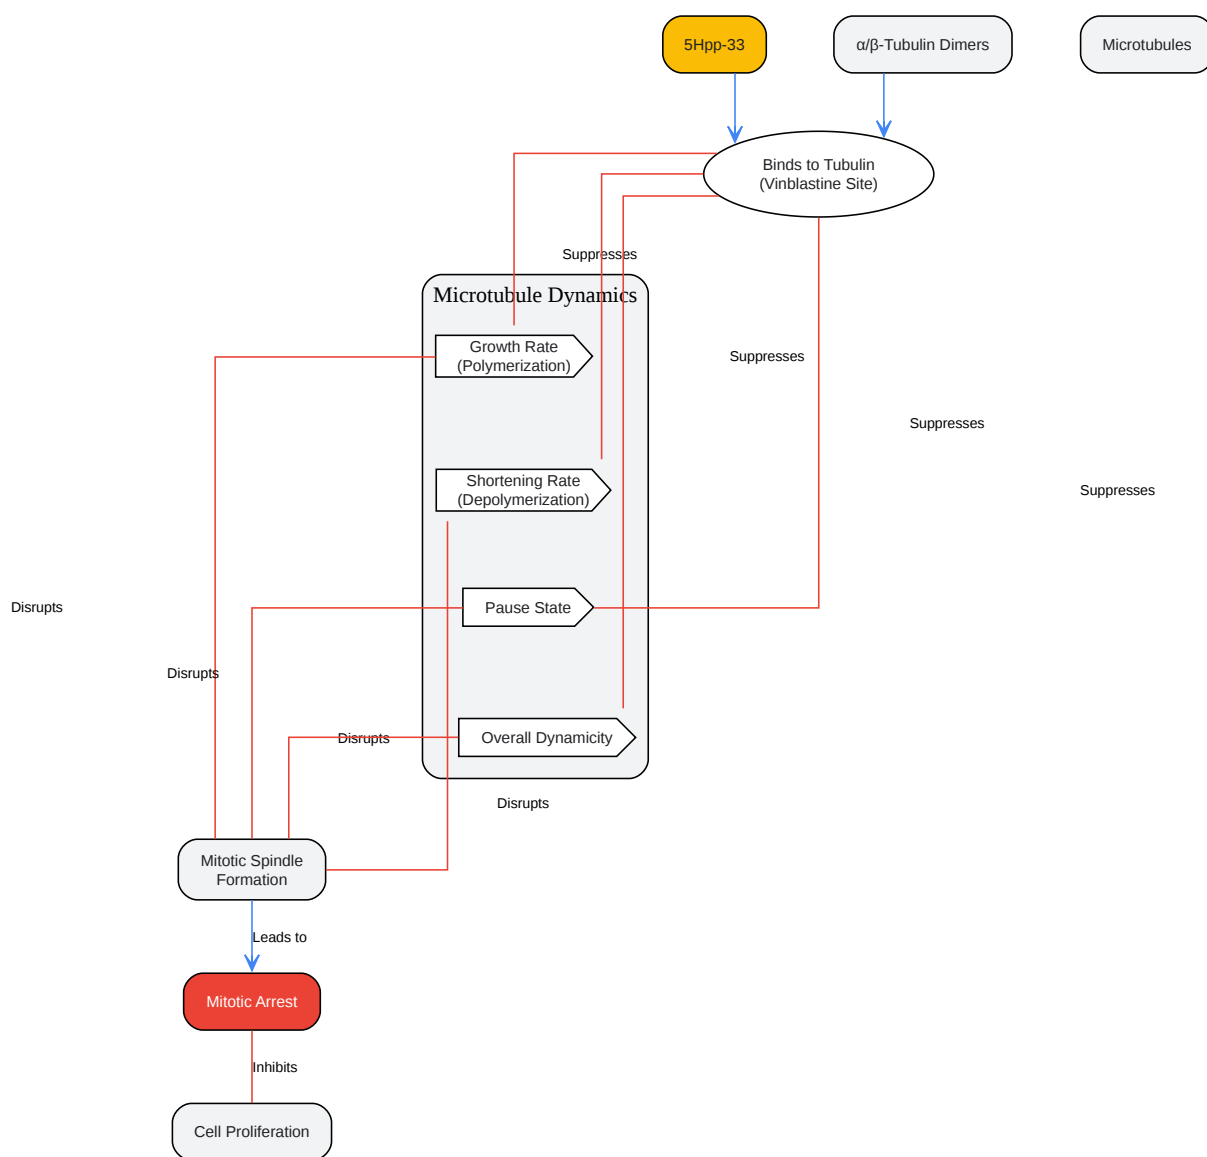 5Hpp-33
α/β-Tubulin Dimers
Microtubules
Binds to Tubulin
(Vinblastine Site)
Suppresses
Microtubule Dynamics
Growth Rate
(Polymerization)
Suppresses
Suppresses
Shortening Rate
(Depolymerization)
Suppresses
Disrupts
Pause State
Disrupts
Disrupts
Overall Dynamicity
Disrupts
Mitotic Spindle
Formation
Leads to
Mitotic Arrest
Inhibits
Cell Proliferation